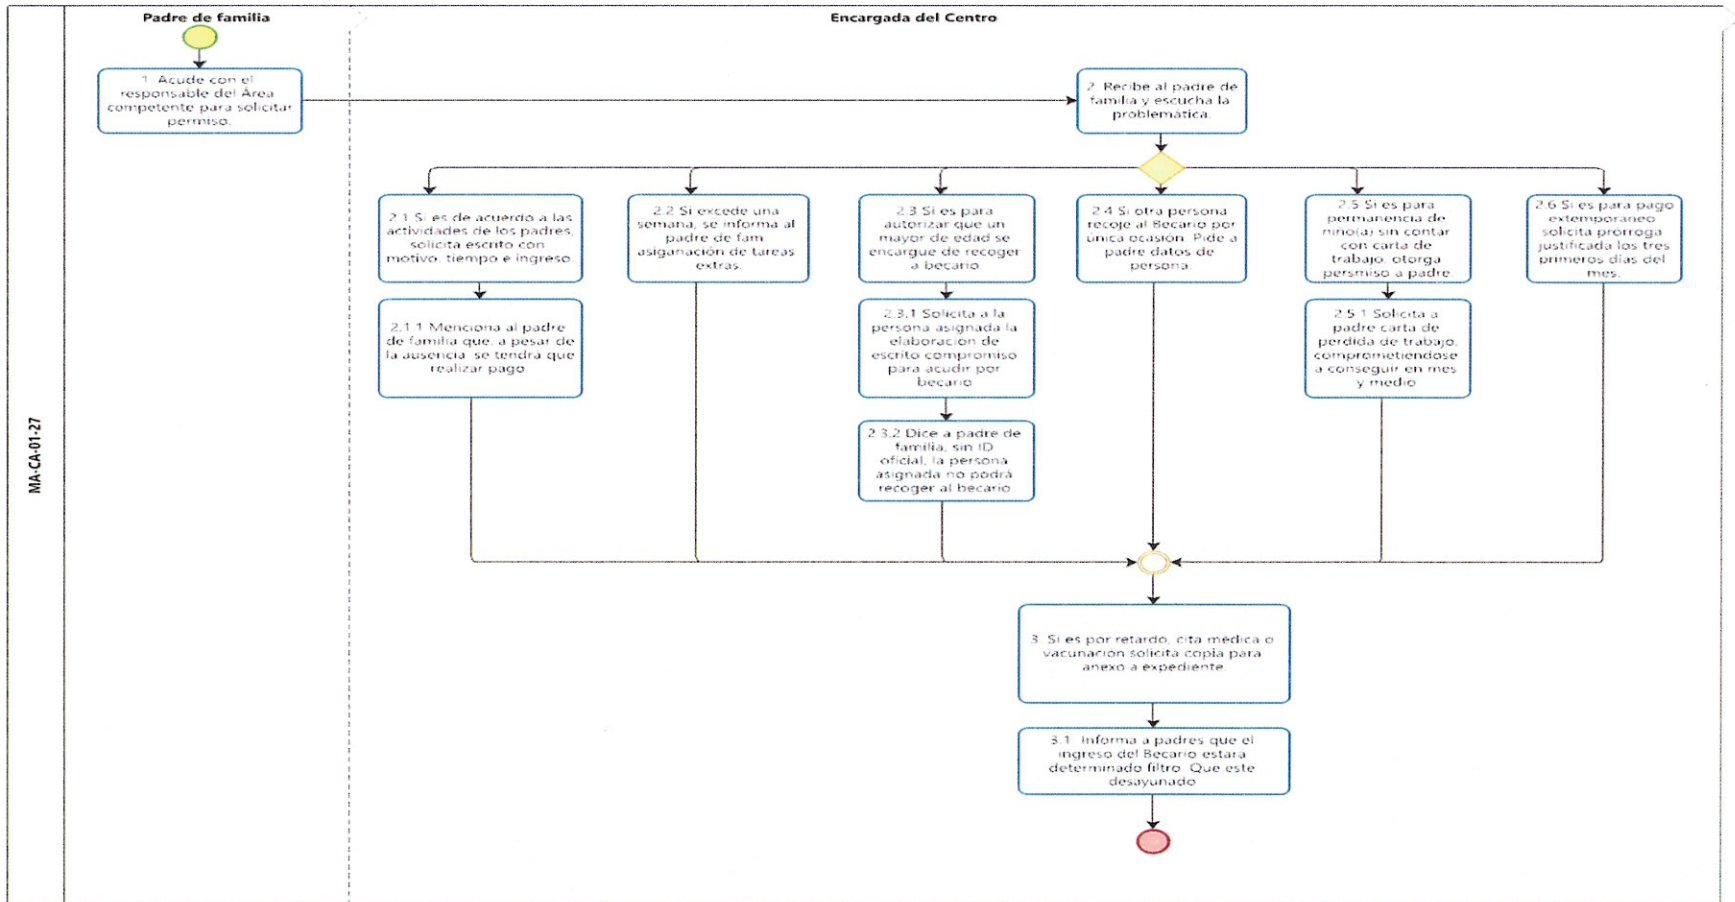 Padre de familia
Encargada del Centro
MA-CA-01-27
1. Acude con el
responsable del Área
competente para solicitar
permiso.
2. Recibe al padre de
familia y escucha la
problemática.
2.1 Si es de acuerdo a las
actividades de los padres,
solicita escrito con
motivo, tiempo e ingreso
2.2 Si excede una
semana, se informa al
padre de fam
asiganación de tareas
extras.
2.3 Si es para
autorizar que un
mayor de edad se
encargue de recoger
a becario
2.4 Si otra persona
recoje al Becario por
única ocasión. Pide a
padre datos de
persona.
2.5 Si es para
permanencia de
niño(a) sin contar
con carta de
trabajo, otorga
persmiso a padre.
2.6 Si es para pago
extemporáneo
solicita prórroga
justificada los tres
primeros días del
mes.
2.1.1 Menciona al padre
de familia que, a pesar de
la ausencia, se tendrá que
realizar pago
2.3.1 Solicita a la
persona asignada la
elaboración de
escrito compromiso
para acudir por
becario
2.5.1 Solicita a
padre carta de
perdida de trabajo,
comprometiendose
a conseguir en mes
y medio
2.3.2 Dice a padre de
familia, sin ID
oficial, la persona
asignada no podrá
recoger al becario
3. Si es por retardo, cita médica o
vacunación solicita copia para
anexo a expediente.
3.1. Informa a padres que el
ingreso del Becario estara
determinado filtro. Que este
desayunado